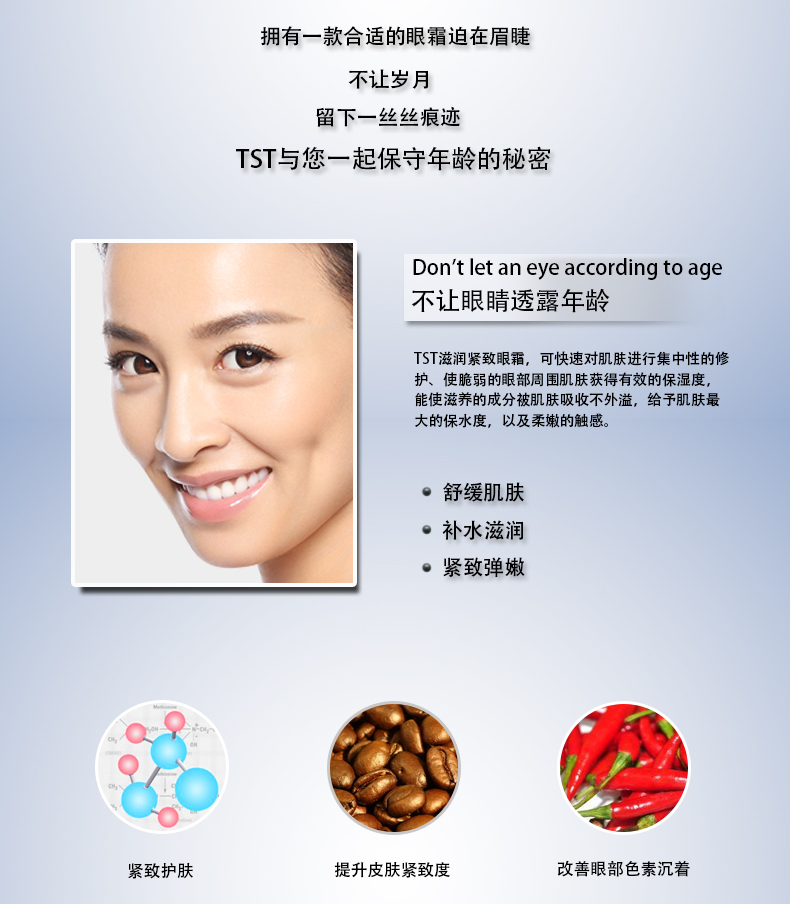 拥有一款合适的眼霜迫在眉睫
不让岁月
留下一丝丝痕迹
TST与您一起保守年龄的秘密
Don't let an eye according to age
不让眼睛透露年龄
TST滋润紧致眼霜，可快速对肌肤进行集中性的修
护、使脆弱的眼部周围肌肤获得有效的保湿度，
能使滋养的成分被肌肤吸收不外溢，给予肌肤最
大的保水度，以及柔嫩的触感。
舒缓肌肤
补水滋润
紧致弹嫩
紧致护肤
提升皮肤紧致度
改善眼部色素沉着